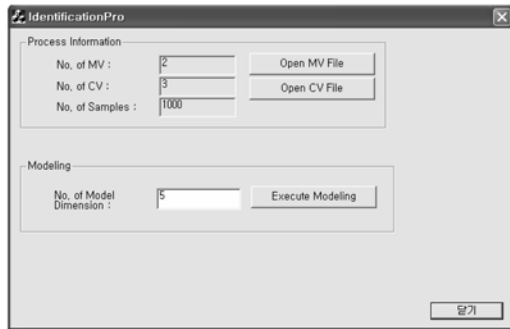 IdentificationPro
Process Information
No, of MV : 2 Open MV File
No, of CV : 3 Open CV File
No, of Samples : 1000
Modeling
No, of Model
Dimension : 5 Execute Modeling
닫기